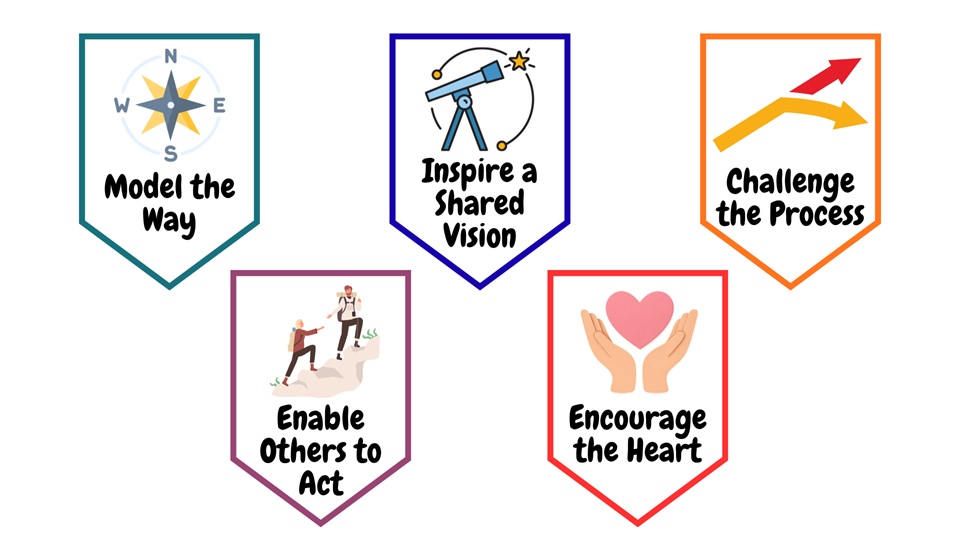 N
W E
S
Model the
Way
Inspire a
Shared
Vision
Challenge
the Process
Enable
Others to
Act
Encourage
the Heart